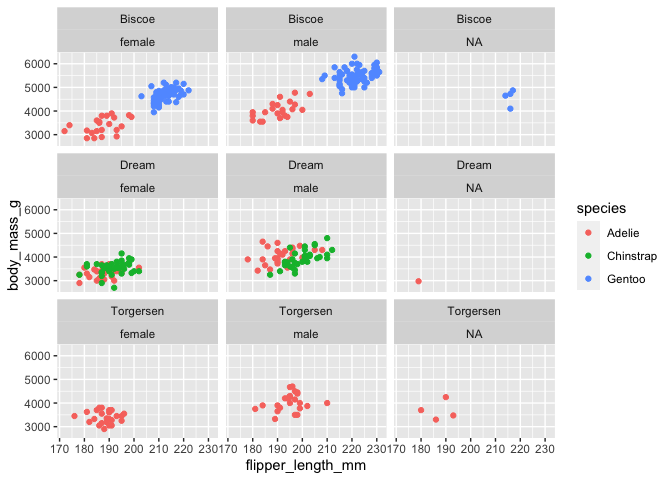 Biscoe Biscoe Biscoe
female male NA
6000
5000
4000
3000
Dream Dream Dream
female male NA
6000
5000
4000
3000
Torgersen Torgersen Torgersen
female male NA
6000
5000
4000
3000
170 180 190 200 210 220 230 170 180 190 200 210 220 230 170 180 190 200 210 220 230
flipper_length_mm
body_mass_g
species
Adelie
Chinstrap
Gentoo